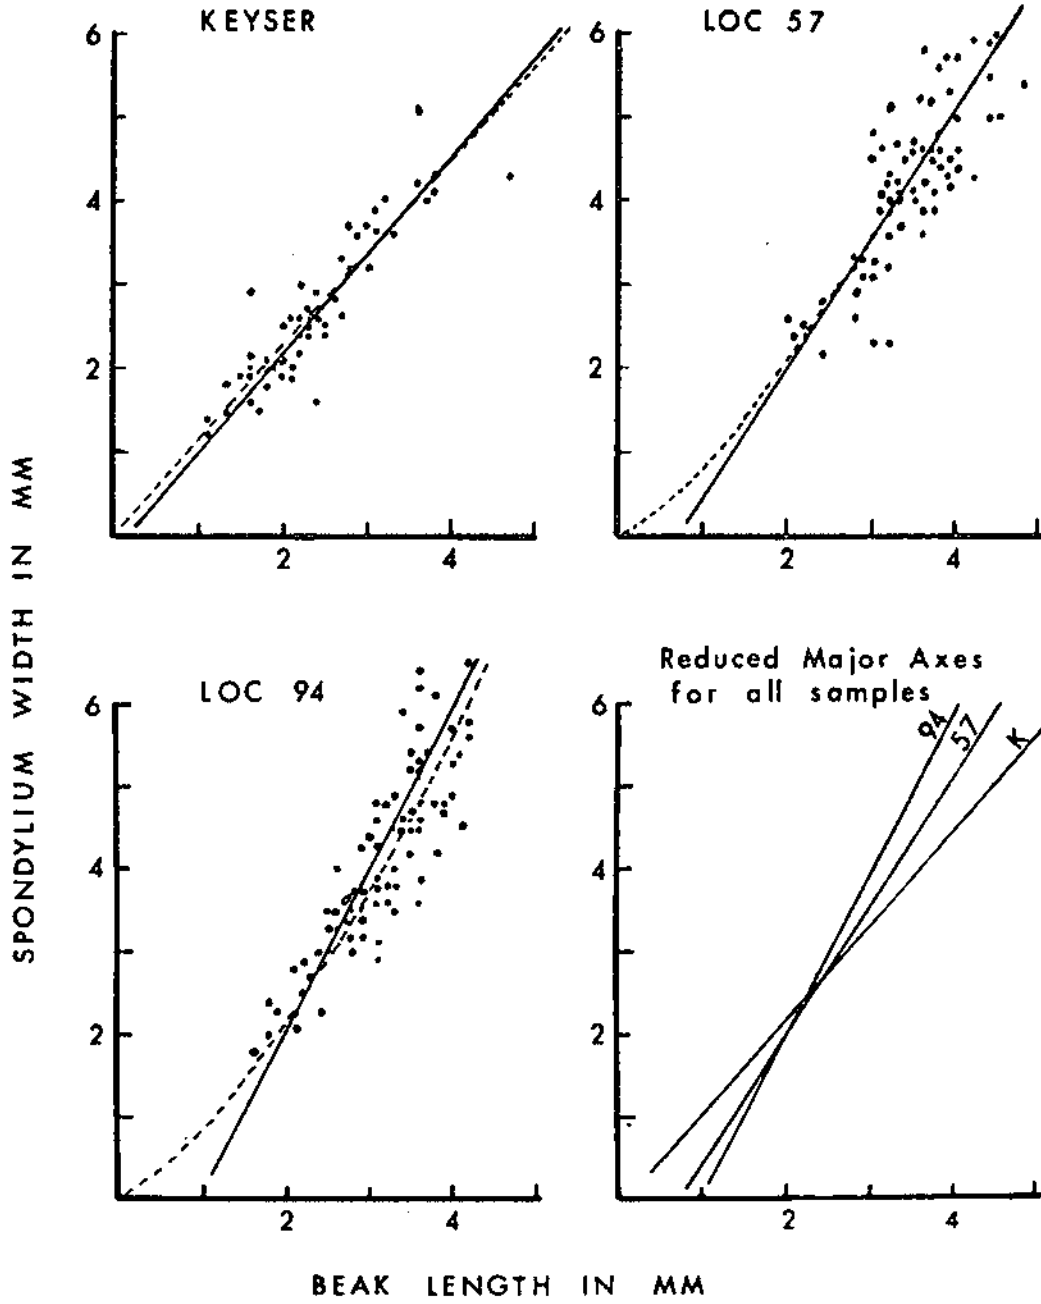 KEYSER
6
4
2
2
4
LOC 57
6
4
2
2
4
LOC 94
6
4
2
2
4
Reduced Major Axes
for all samples
6
4
2
2
4
94
57
K
SPONDYLIUM WIDTH IN MM
BEAK LENGTH IN MM